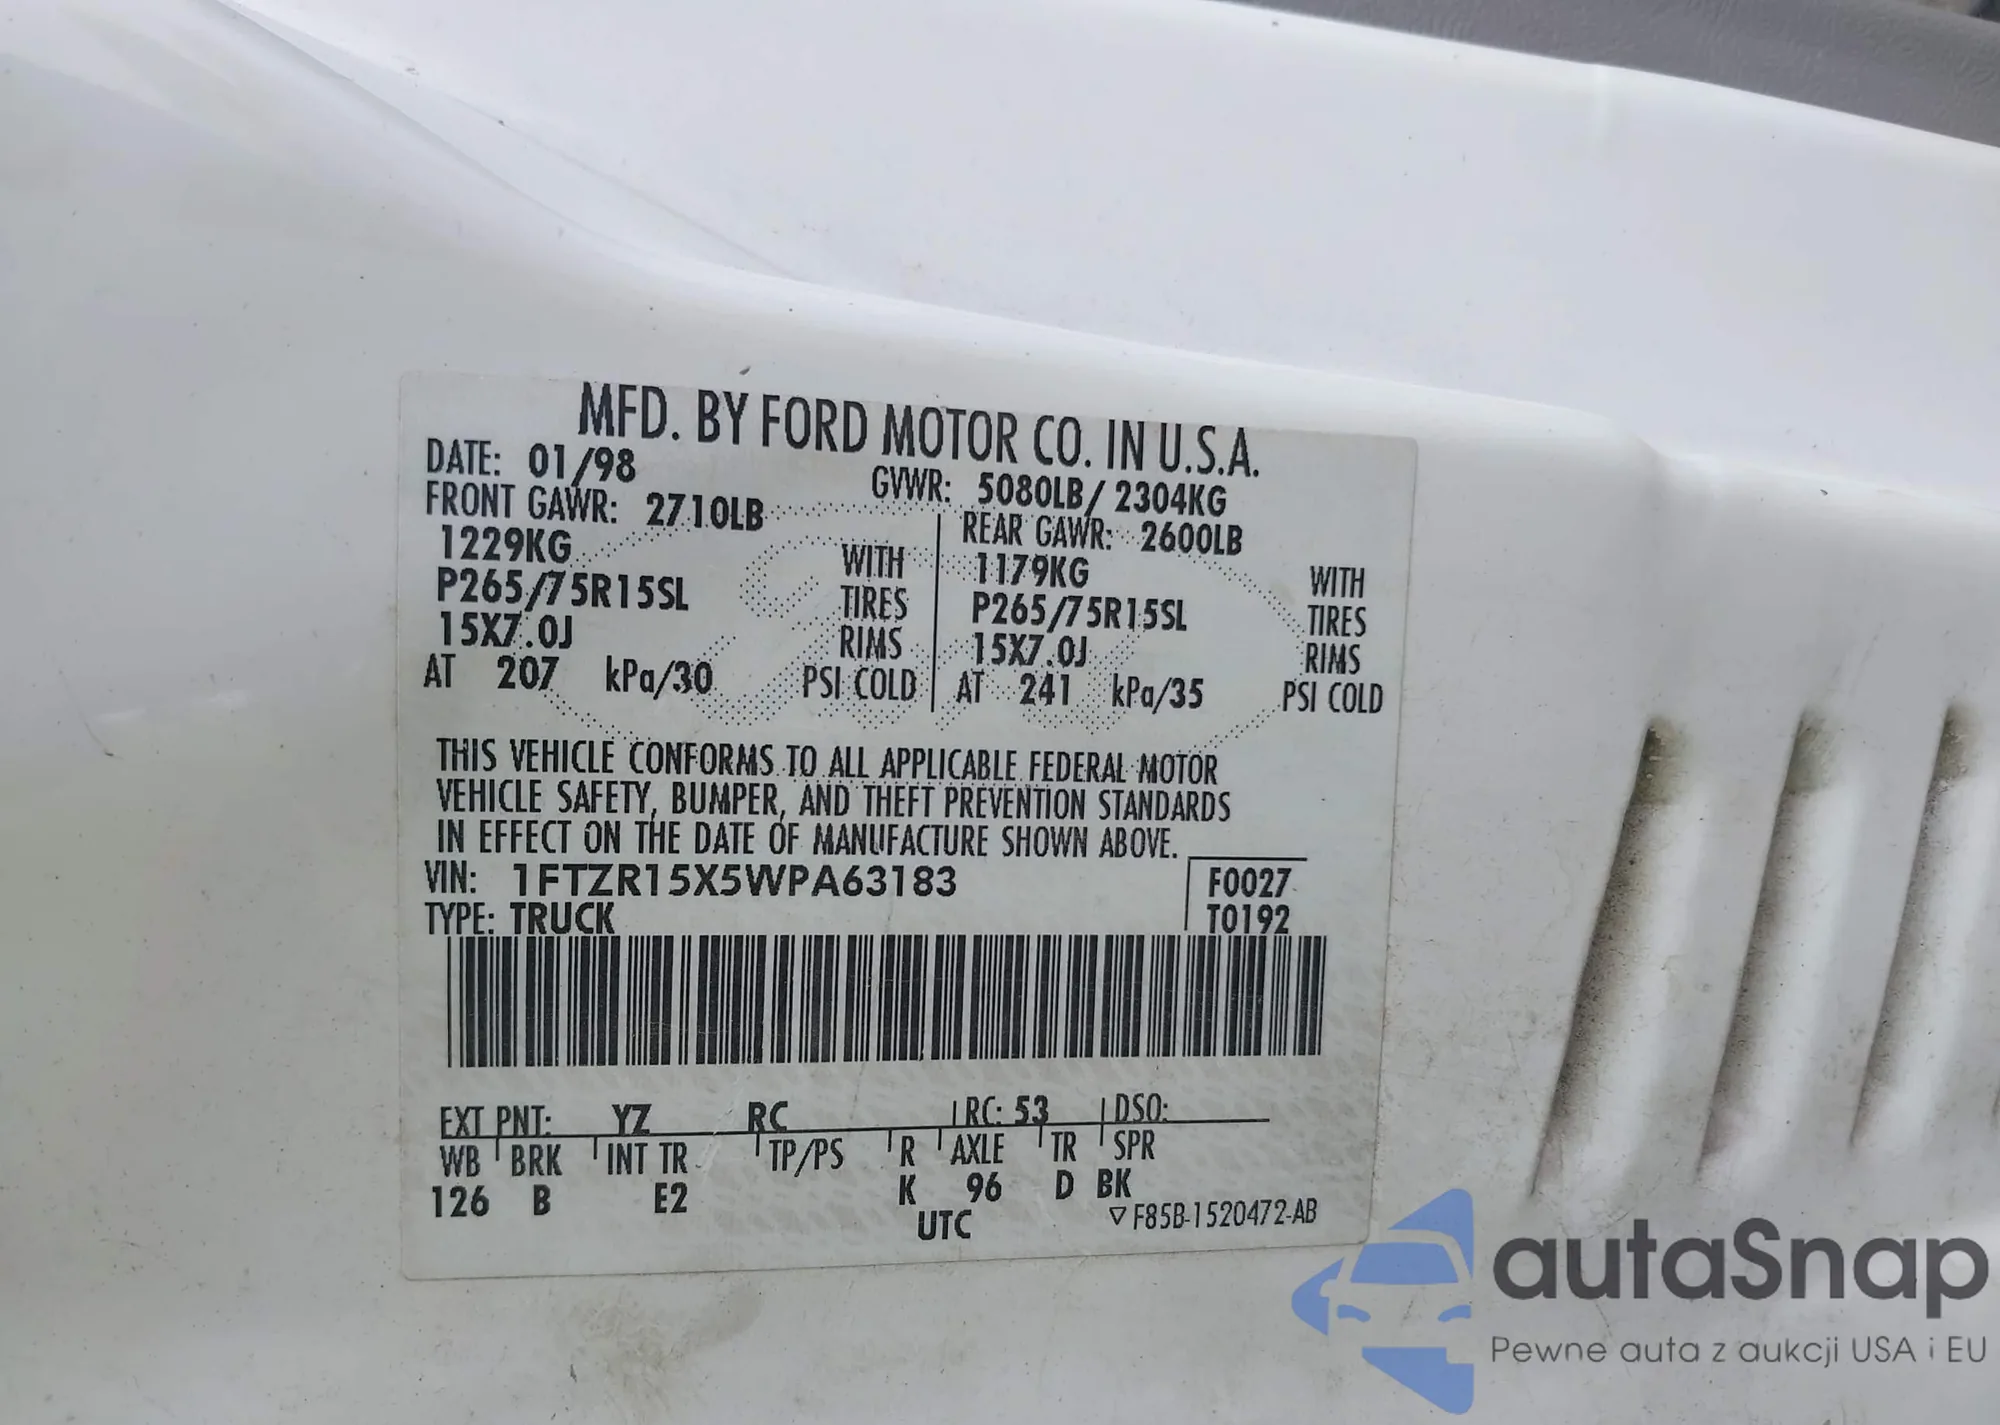 MFD. BY FORD MOTOR CO. IN U.S.A.
DATE: 01/98 GVWR: 5080LB/ 2304KG
FRONT GAWR: 2710LB REAR GAWR: 2600LB
1229KG WITH 1179KG WITH
P265/75R15SL TIRES P265/75R15SL TIRES
15X7.0J RIMS 15X7.0J RIMS
AT 207 kPa/30 PSI COLD AT 241 kPa/35 PSI COLD
THIS VEHICLE CONFORMS TO ALL APPLICABLE FEDERAL MOTOR
VEHICLE SAFETY, BUMPER, AND THEFT PREVENTION STANDARDS
IN EFFECT ON THE DATE OF MANUFACTURE SHOWN ABOVE.
VIN: 1FTZR15X5WPA63183 F0027
TYPE: TRUCK T0192
EXT PNT: YZ RC RC: 53 DSO:
WB BRK INT TR TP/PS R AXLE TR SPR
126 B E2 K 96 D BK
UTC F85B-1520472-AB
autaSnap
Pewne auta z aukcji USA i EU